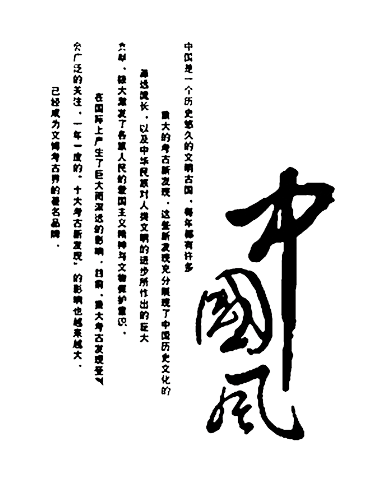 中国是一个历史悠久的文明古国，每年都有许多
重大的考古新发现，这些新发现充分展现了中国历史文化的
源远流长，以及中华民族对人类文明的进步所作出的巨大
贡献，极大激发了各族人民的爱国主义精神与文物保护意识，
在国际上产生了巨大而深远的影响，目前，重大考古发现受到
会广泛的关注，一年一度的“十大考古新发现”的影响也越来越大，
已经成为文博考古界的著名品牌。
中國风